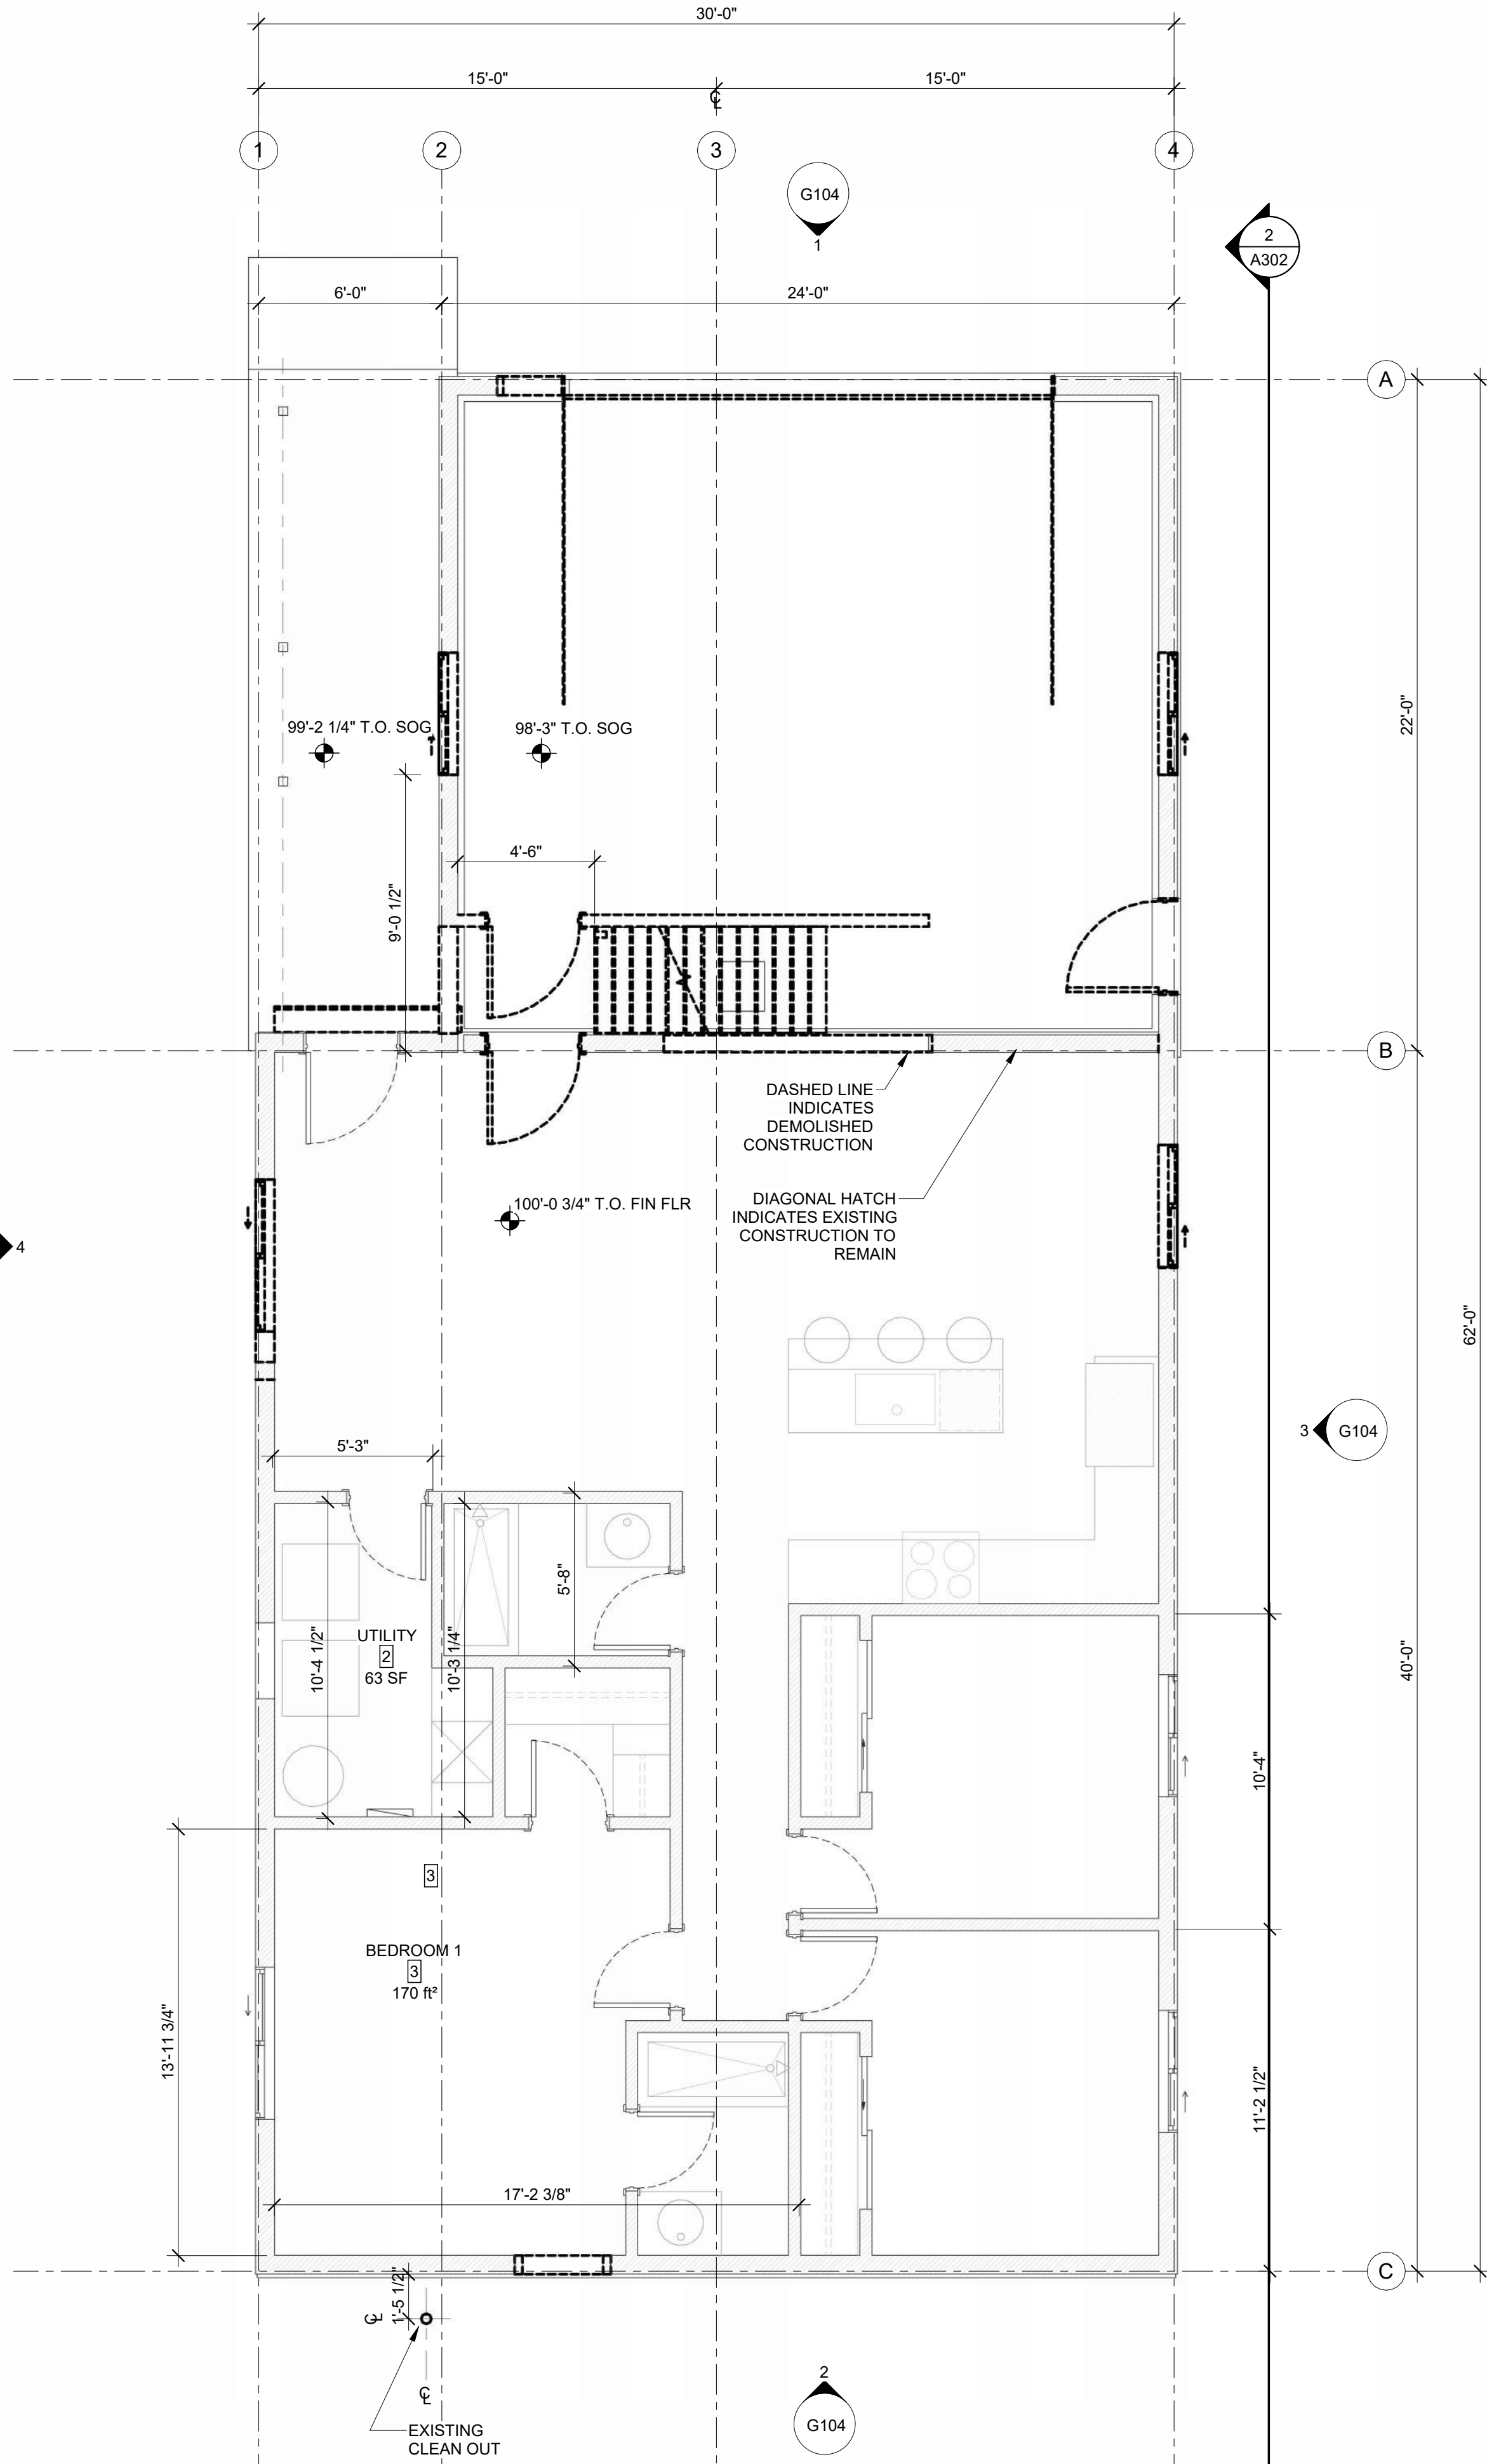 30'-0"
15'-0"
15'-0"
℄
1
2
3
4
G104
1
2
A302
6'-0"
24'-0"
A
99'-2 1/4" T.O. SOG
98'-3" T.O. SOG
22'-0"
4'-6"
9'-0 1/2"
B
DASHED LINE
INDICATES
DEMOLISHED
CONSTRUCTION
DIAGONAL HATCH
INDICATES EXISTING
CONSTRUCTION TO
REMAIN
100'-0 3/4" T.O. FIN FLR
4
62'-0"
3
G104
5'-3"
5'-8"
UTILITY
2
63 SF
10'-4 1/2"
10'-3 1/4"
40'-0"
10'-4"
3
BEDROOM 1
3
170 ft²
13'-11 3/4"
11'-2 1/2"
17'-2 3/8"
C
1'-5 1/2"
℄
℄
EXISTING
CLEAN OUT
2
G104